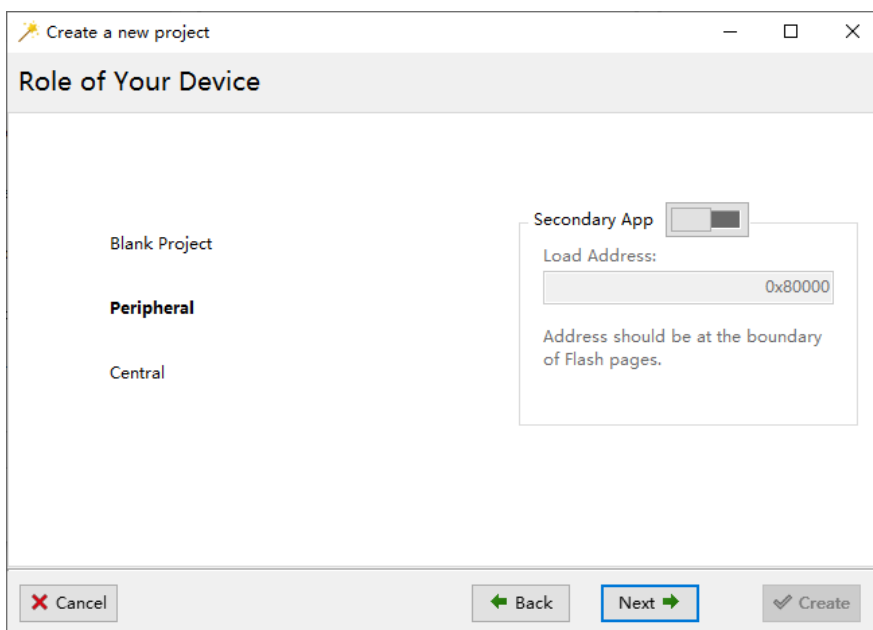 Create a new project
Role of Your Device
Blank Project
Peripheral
Central
Secondary App
Load Address:
0x80000
Address should be at the boundary
of Flash pages.
Cancel
Back
Next
Create